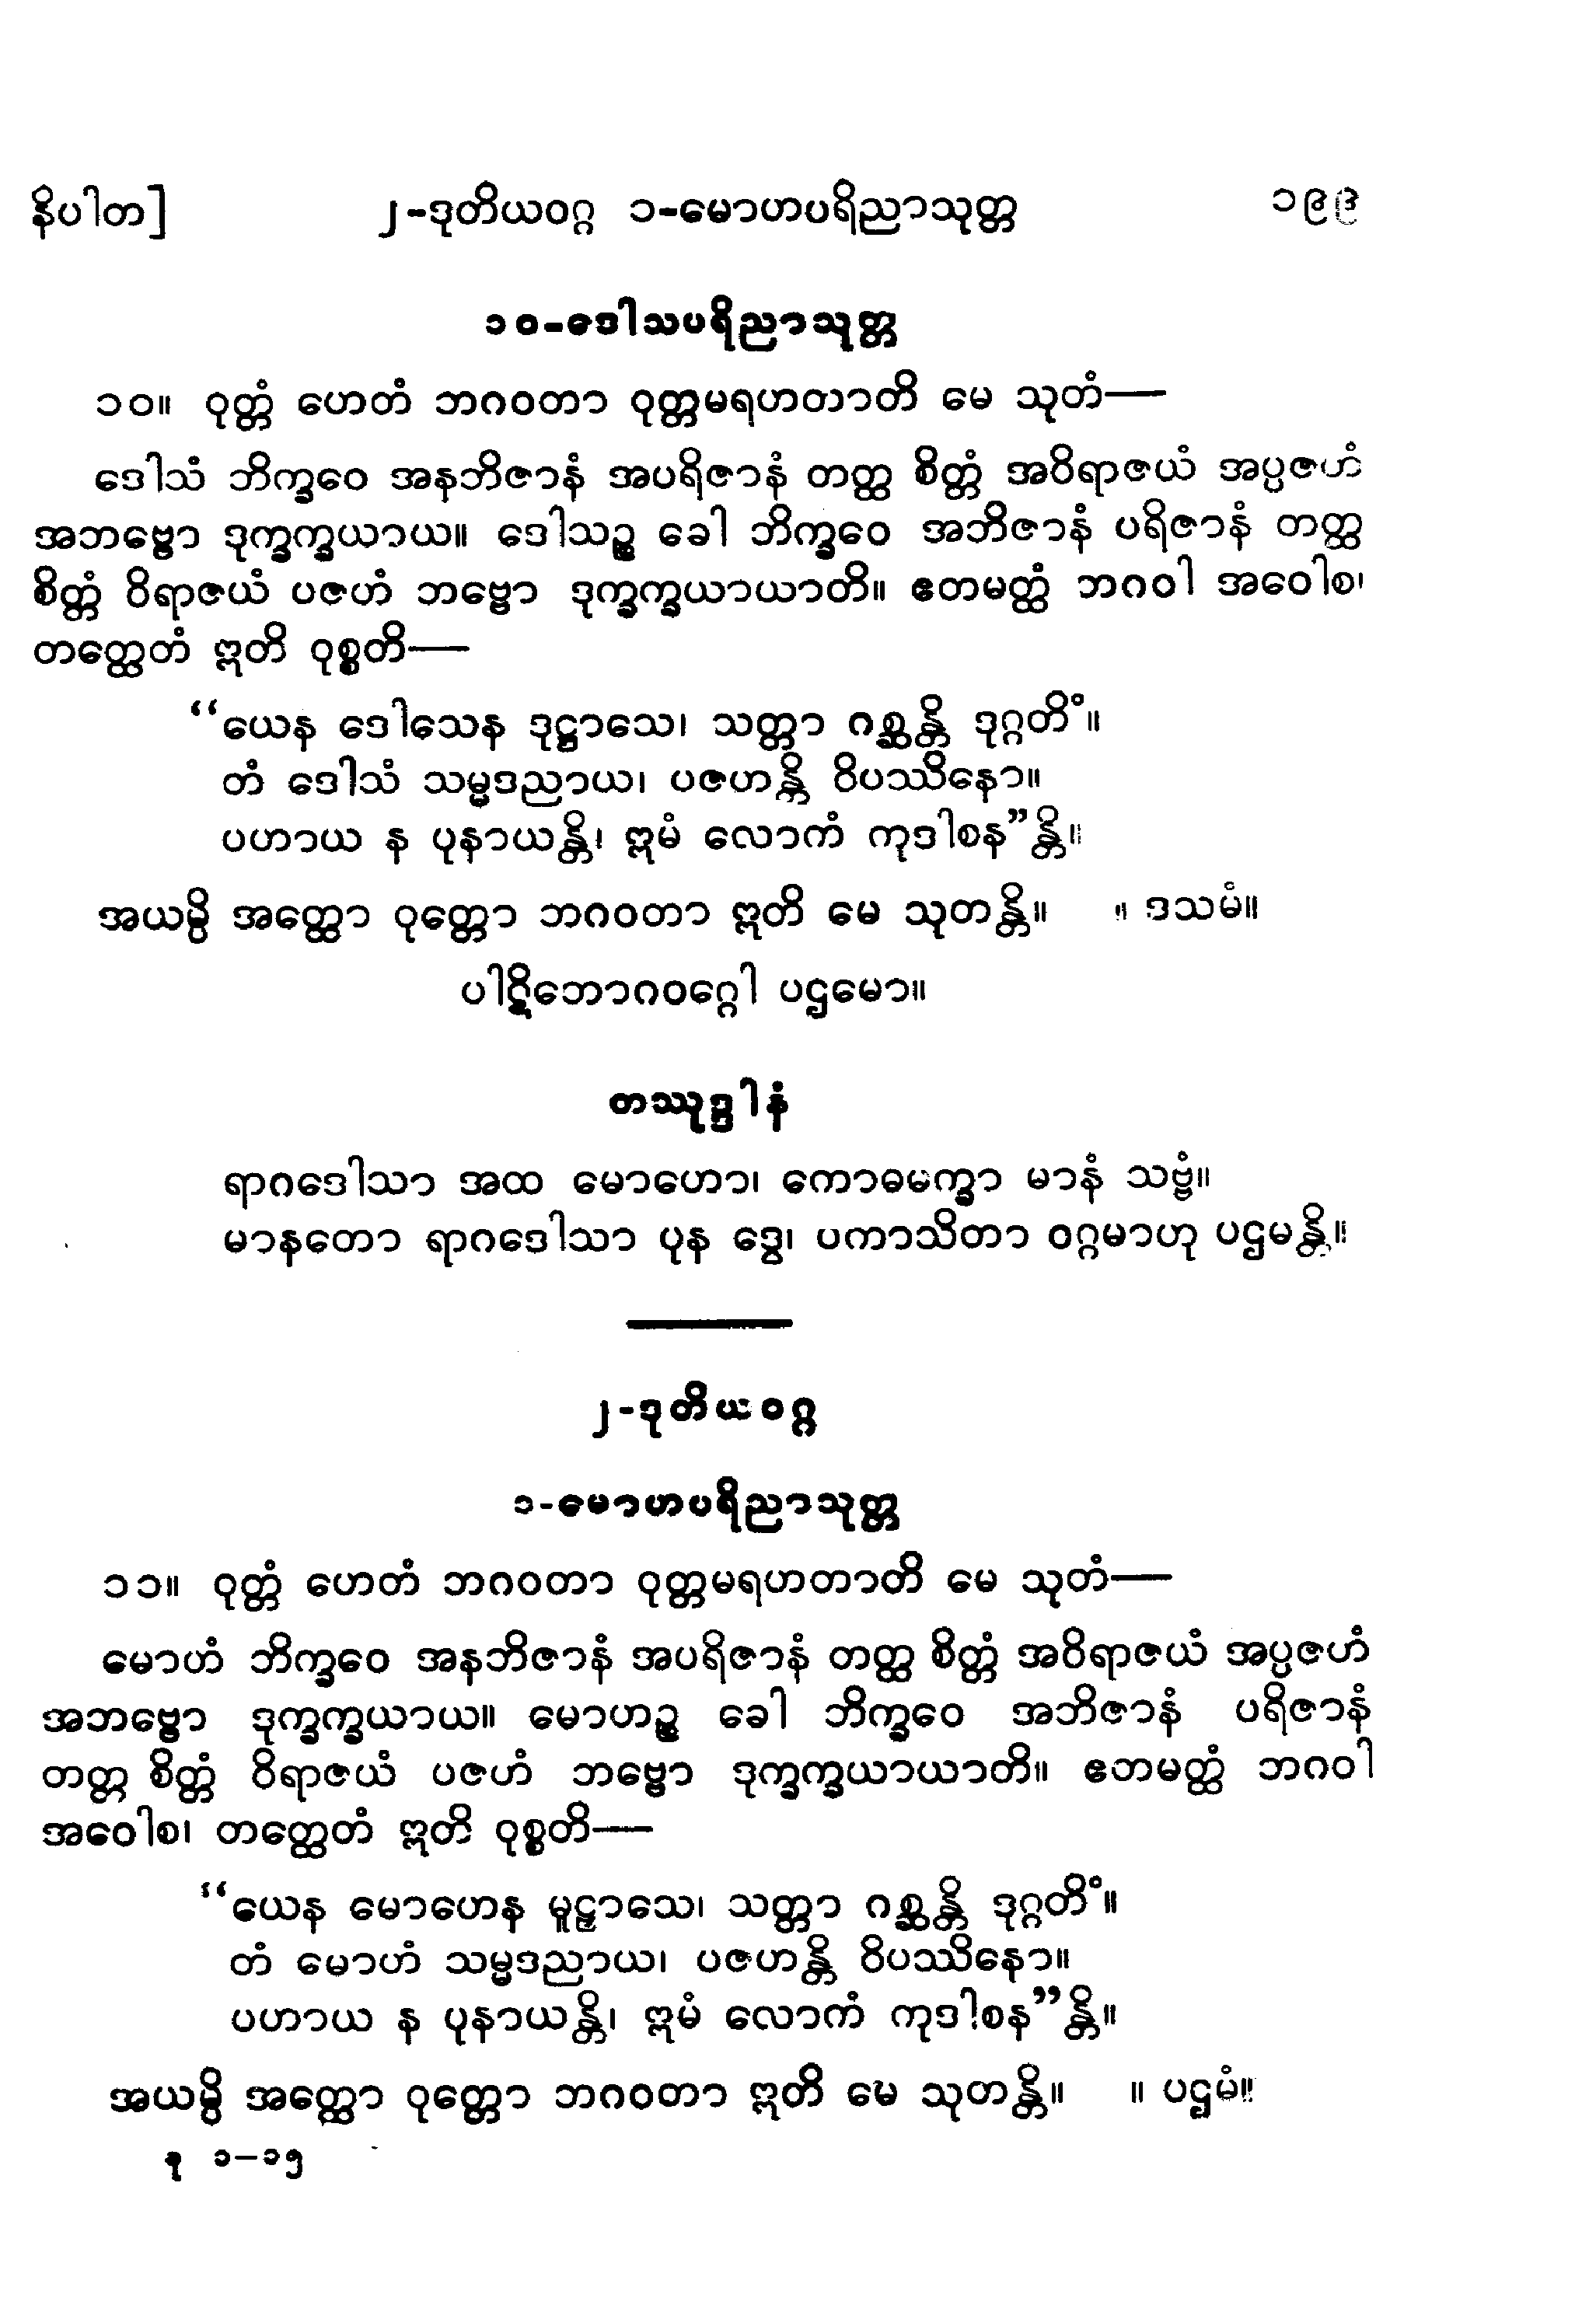 နိပါတ] ၂-ဒုတိယဝဂ္ဂ ၁-မောဟပရိညာသုတ္တ ၁၉၉
၁၀-ဒေါသပရိညာသုတ္တ
၁၀။ ဝုတ္တံ ဟေတံ ဘဂဝတာ ဝုတ္တမရဟတာတိ မေ သုတံ—
ဒေါသံ ဘိက္ခဝေ အနဘိဇာနံ အပရိဇာနံ တတ္ထ စိတ္တံ အဝိရာဇယံ အပ္ပဇဟံ
အဘဗ္ဗော ဒုက္ခက္ခယာယ။ ဒေါသဉ္စ ခေါ ဘိက္ခဝေ အဘိဇာနံ ပရိဇာနံ တတ္ထ
စိတ္တံ ဝိရာဇယံ ပဇဟံ ဘဗ္ဗော ဒုက္ခက္ခယာယာတိ။ ဧတမတ္ထံ ဘဂဝါ အဝေါစ၊
တတ္ထေတံ ဣတိ ဝုစ္စတိ—
“ယေန ဒေါသေန ဒုဋ္ဌာသေ၊ သတ္တာ ဂစ္ဆန္တိ ဒုဂ္ဂတိံ။
တံ ဒေါသံ သမ္မဒညာယ၊ ပဇဟန္တိ ဝိပဿိနော။
ပဟာယ န ပုနာယန္တိ၊ ဣမံ လောကံ ကုဒါစန”န္တိ။
အယမ္ပိ အတ္ထော ဝုတ္တော ဘဂဝတာ ဣတိ မေ သုတန္တိ။ ။ ဒသမံ။
ပါဋိဘောဂဝဂ္ဂေါ ပဌမော။
တဿုဒ္ဒါနံ
ရာဂဒေါသာ အထ မောဟော၊ ကောဓမက္ခာ မာနံ သဗ္ဗံ။
မာနတော ရာဂဒေါသာ ပုန ဒွေ၊ ပကာသိတာ ဝဂ္ဂမာဟု ပဌမန္တိ။
၂-ဒုတိယဝဂ္ဂ
၁-မောဟပရိညာသုတ္တ
၁၁။ ဝုတ္တံ ဟေတံ ဘဂဝတာ ဝုတ္တမရဟတာတိ မေ သုတံ—
မောဟံ ဘိက္ခဝေ အနဘိဇာနံ အပရိဇာနံ တတ္ထ စိတ္တံ အဝိရာဇယံ အပ္ပဇဟံ
အဘဗ္ဗော ဒုက္ခက္ခယာယ။ မောဟဉ္စ ခေါ ဘိက္ခဝေ အဘိဇာနံ ပရိဇာနံ
တတ္ထ စိတ္တံ ဝိရာဇယံ ပဇဟံ ဘဗ္ဗော ဒုက္ခက္ခယာယာတိ။ ဧတမတ္ထံ ဘဂဝါ
အဝေါစ၊ တတ္ထေတံ ဣတိ ဝုစ္စတိ—
“ယေန မောဟေန မူဠှာသေ၊ သတ္တာ ဂစ္ဆန္တိ ဒုဂ္ဂတိံ။
တံ မောဟံ သမ္မဒညာယ၊ ပဇဟန္တိ ဝိပဿိနော။
ပဟာယ န ပုနာယန္တိ၊ ဣမံ လောကံ ကုဒါစန”န္တိ။
အယမ္ပိ အတ္ထော ဝုတ္တော ဘဂဝတာ ဣတိ မေ သုတန္တိ။ ။ ပဌမံ။
နု ၁–၁၅